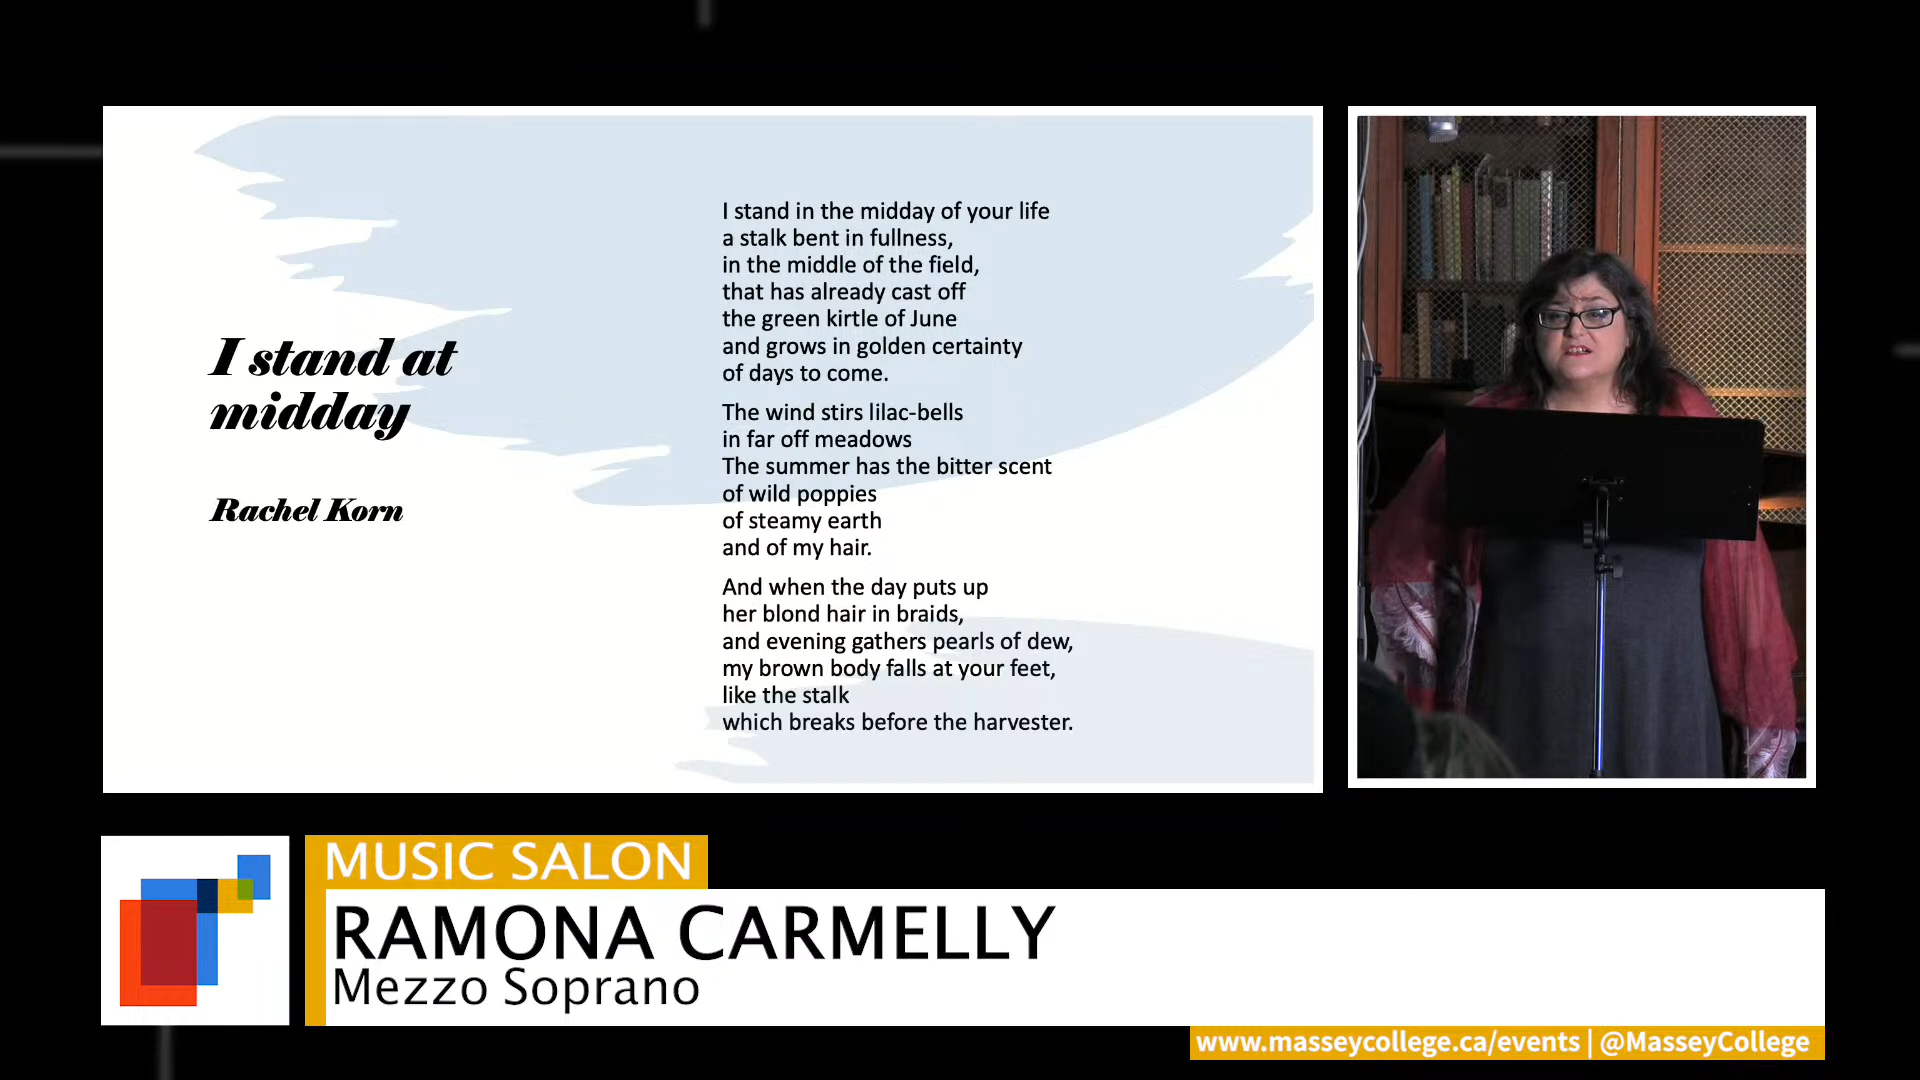 I stand at
midday
Rachel Korn
I stand in the midday of your life
a stalk bent in fullness,
in the middle of the field,
that has already cast off
the green kirtle of June
and grows in golden certainty
of days to come.
The wind stirs lilac-bells
in far off meadows
The summer has the bitter scent
of wild poppies
of steamy earth
and of my hair.
And when the day puts up
her blond hair in braids,
and evening gathers pearls of dew,
my brown body falls at your feet,
like the stalk
which breaks before the harvester.
MUSIC SALON
RAMONA CARMELLY
Mezzo Soprano
www.masseycollege.ca/events | @MasseyCollege